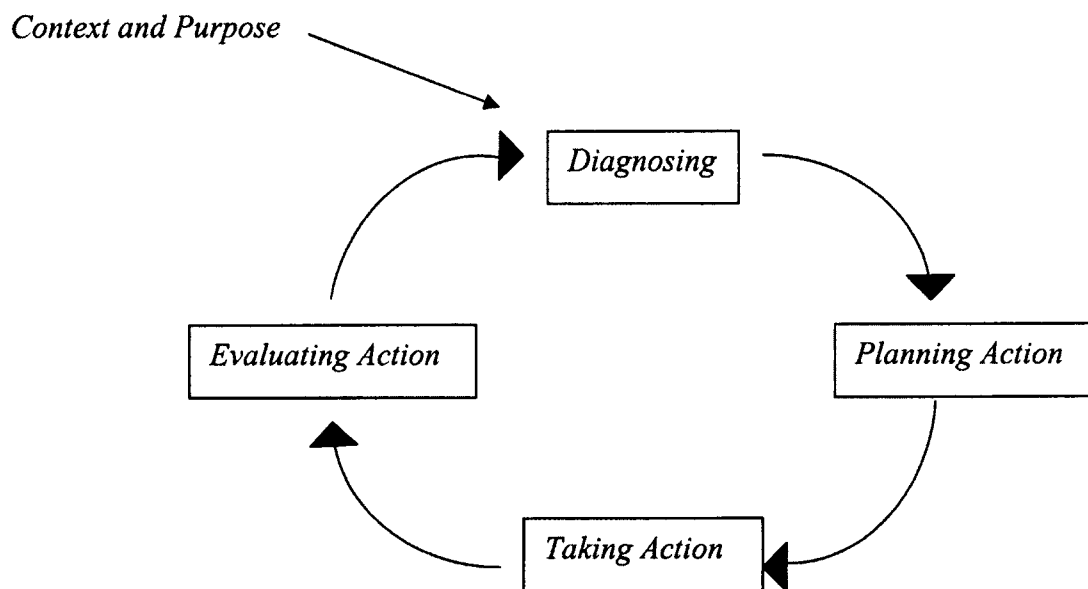 Context and Purpose
Diagnosing
Evaluating Action
Planning Action
Taking Action